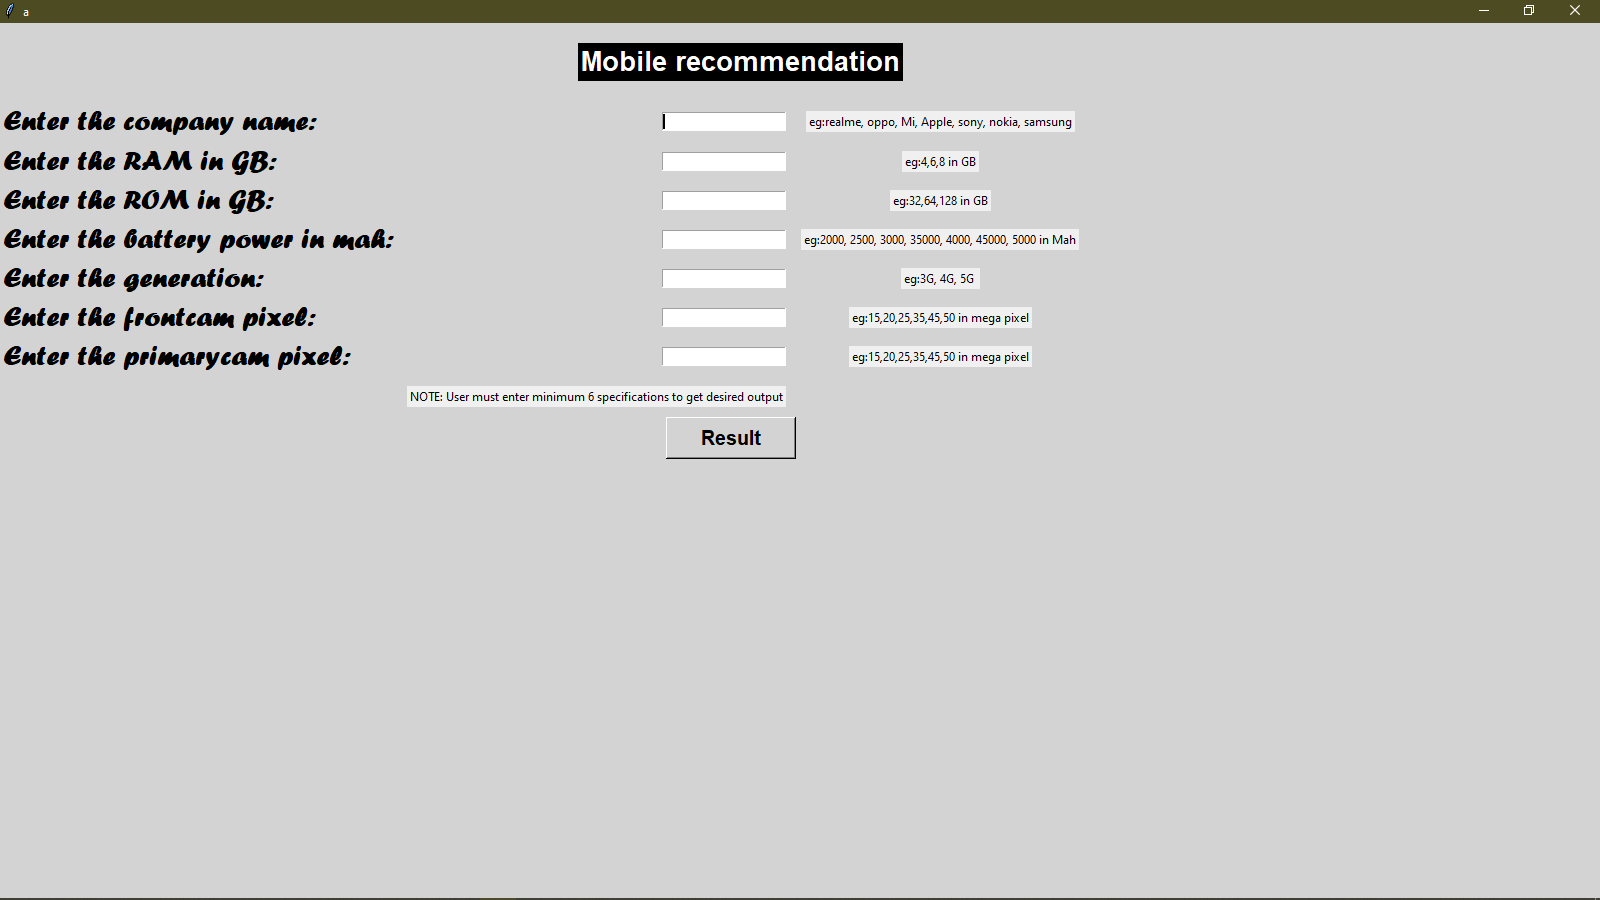 a
Mobile recommendation
Enter the company name:
eg:realme, oppo, Mi, Apple, sony, nokia, samsung
Enter the RAM in GB:
eg:4,6,8 in GB
Enter the ROM in GB:
eg:32,64,128 in GB
Enter the battery power in mah:
eg:2000, 2500, 3000, 35000, 4000, 45000, 5000 in Mah
Enter the generation:
eg:3G, 4G, 5G
Enter the frontcam pixel:
eg:15,20,25,35,45,50 in mega pixel
Enter the primarycam pixel:
eg:15,20,25,35,45,50 in mega pixel
NOTE: User must enter minimum 6 specifications to get desired output
Result